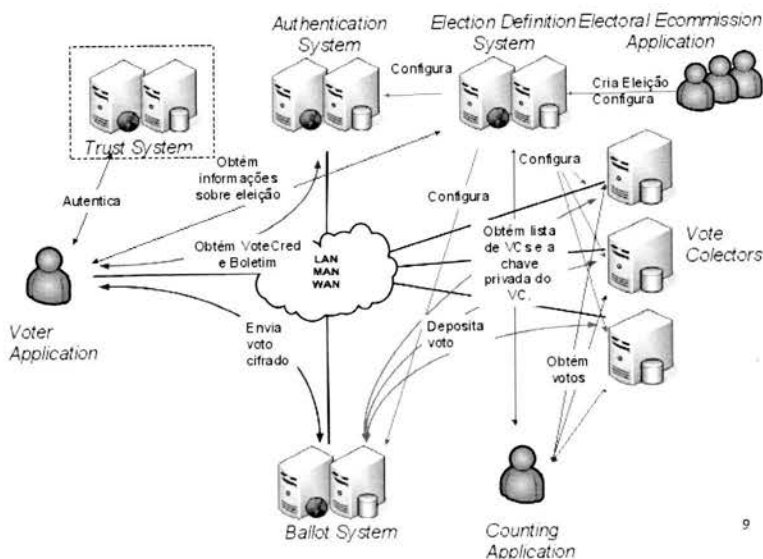 Authentication
System
Election Definition
System
Electoral Ecommission
Application
Configura
Cria Eleição
Configura
Trust System
Obtém
informações
sobre eleição
Configura
Configura
Autentica
Obtém VoteCred
e Boletim
LAN
MAN
WAN
Obtém lista
de VCs e a
chave
privada do
VC.
Vote
Colectors
Voter
Application
Envia
voto
cifrado
Deposita
voto
Obtém
votos
Ballot System
Counting
Application
9